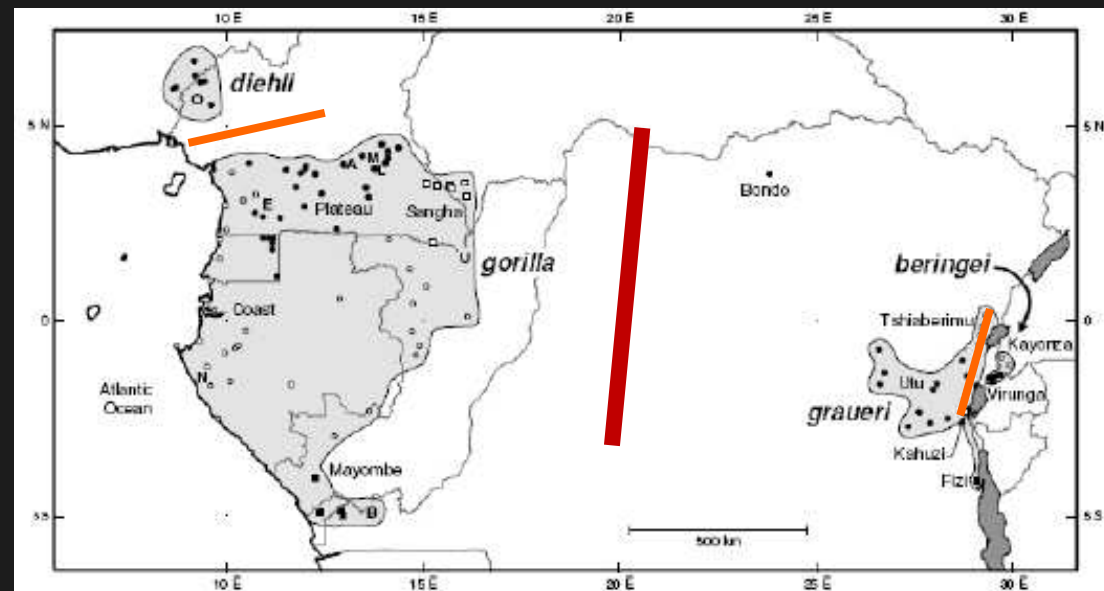 10 E
15 E
20 E
25 E
30 E
diehli
5 N
5 N
A
M
L
E
Plateau
Sangha
Bondo
gorilla
beringei
Coast
0
0
Tshiaberimu
Kayonza
N
Utu
Virunga
Atlantic
Ocean
graueri
Kahuzi
Mayombe
Fizi
B
5 S
5 S
500 km
10 E
15 E
20 E
25 E
30 E